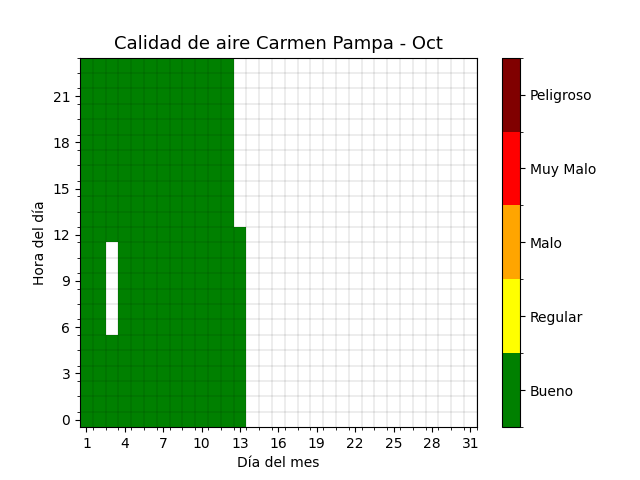 Calidad de aire Carmen Pampa - Oct
Hora del día
21
18
15
12
9
6
3
0
1 4 7 10 13 16 19 22 25 28 31
Día del mes
Peligroso
Muy Malo
Malo
Regular
Bueno